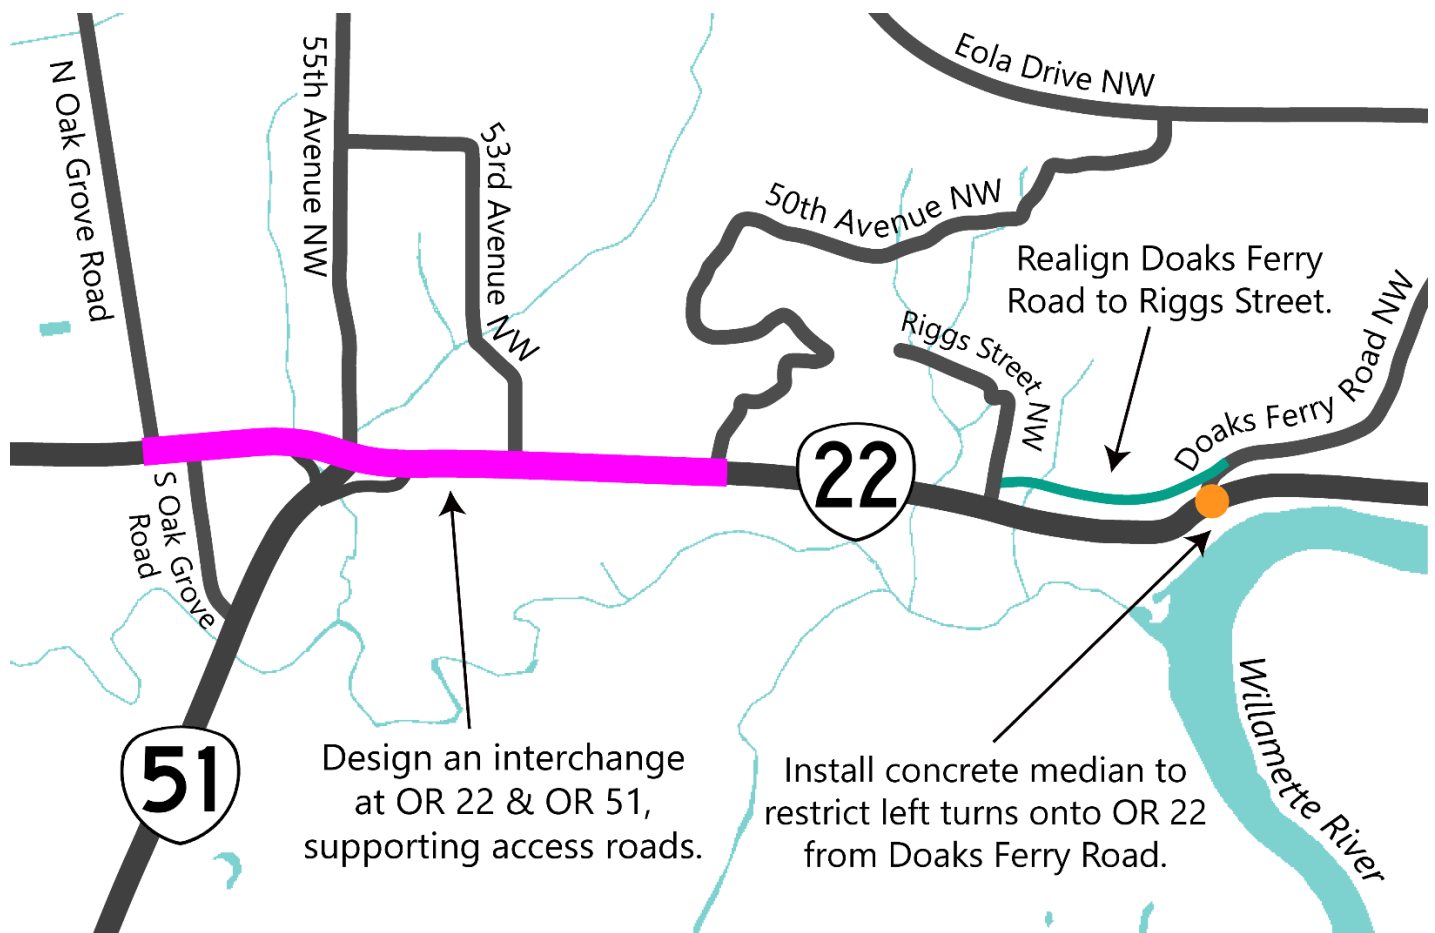 Eola Drive NW
55th Avenue NW
N Oak Grove Road
53rd Avenue NW
50th Avenue NW
Realign Doaks Ferry
Road to Riggs Street.
Riggs Street NW
Doaks Ferry Road NW
22
S Oak Grove
Road
51
Design an interchange
at OR 22 & OR 51,
supporting access roads.
Install concrete median to
restrict left turns onto OR 22
from Doaks Ferry Road.
Willamette River